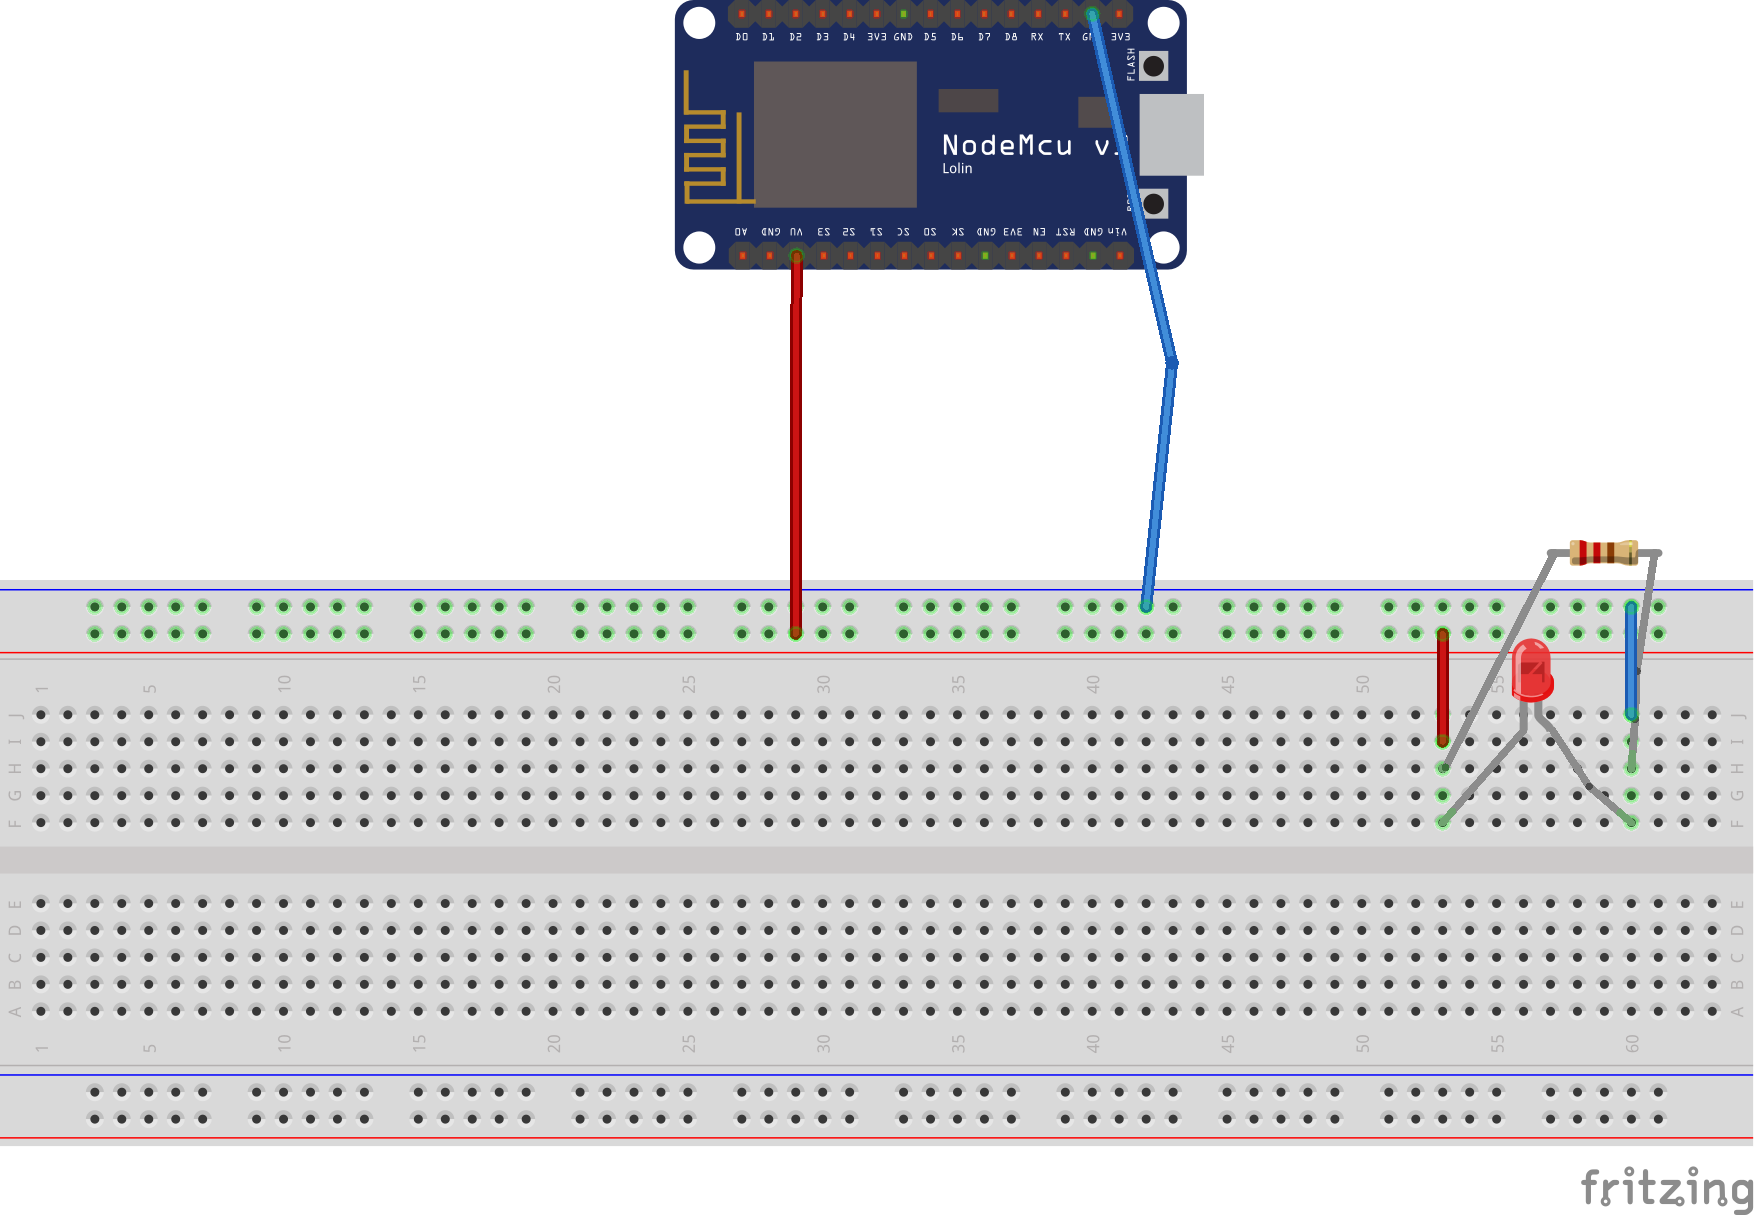 D0 D1 D2 D3 D4 3V3 GND D5 D6 D7 D8 RX TX 3V3
FLASH
NodeMcu
Lolin
A0 GND VU S3 S2 S1 SC SO SK GND 3V3 EN RST GND Vin
1 5 10 15 20 25 30 35 40 45 50 55
J J
I I
H H
G G
F F
E E
D D
C C
B B
A A
1 5 10 15 20 25 30 35 40 45 50 55 60
fritzing